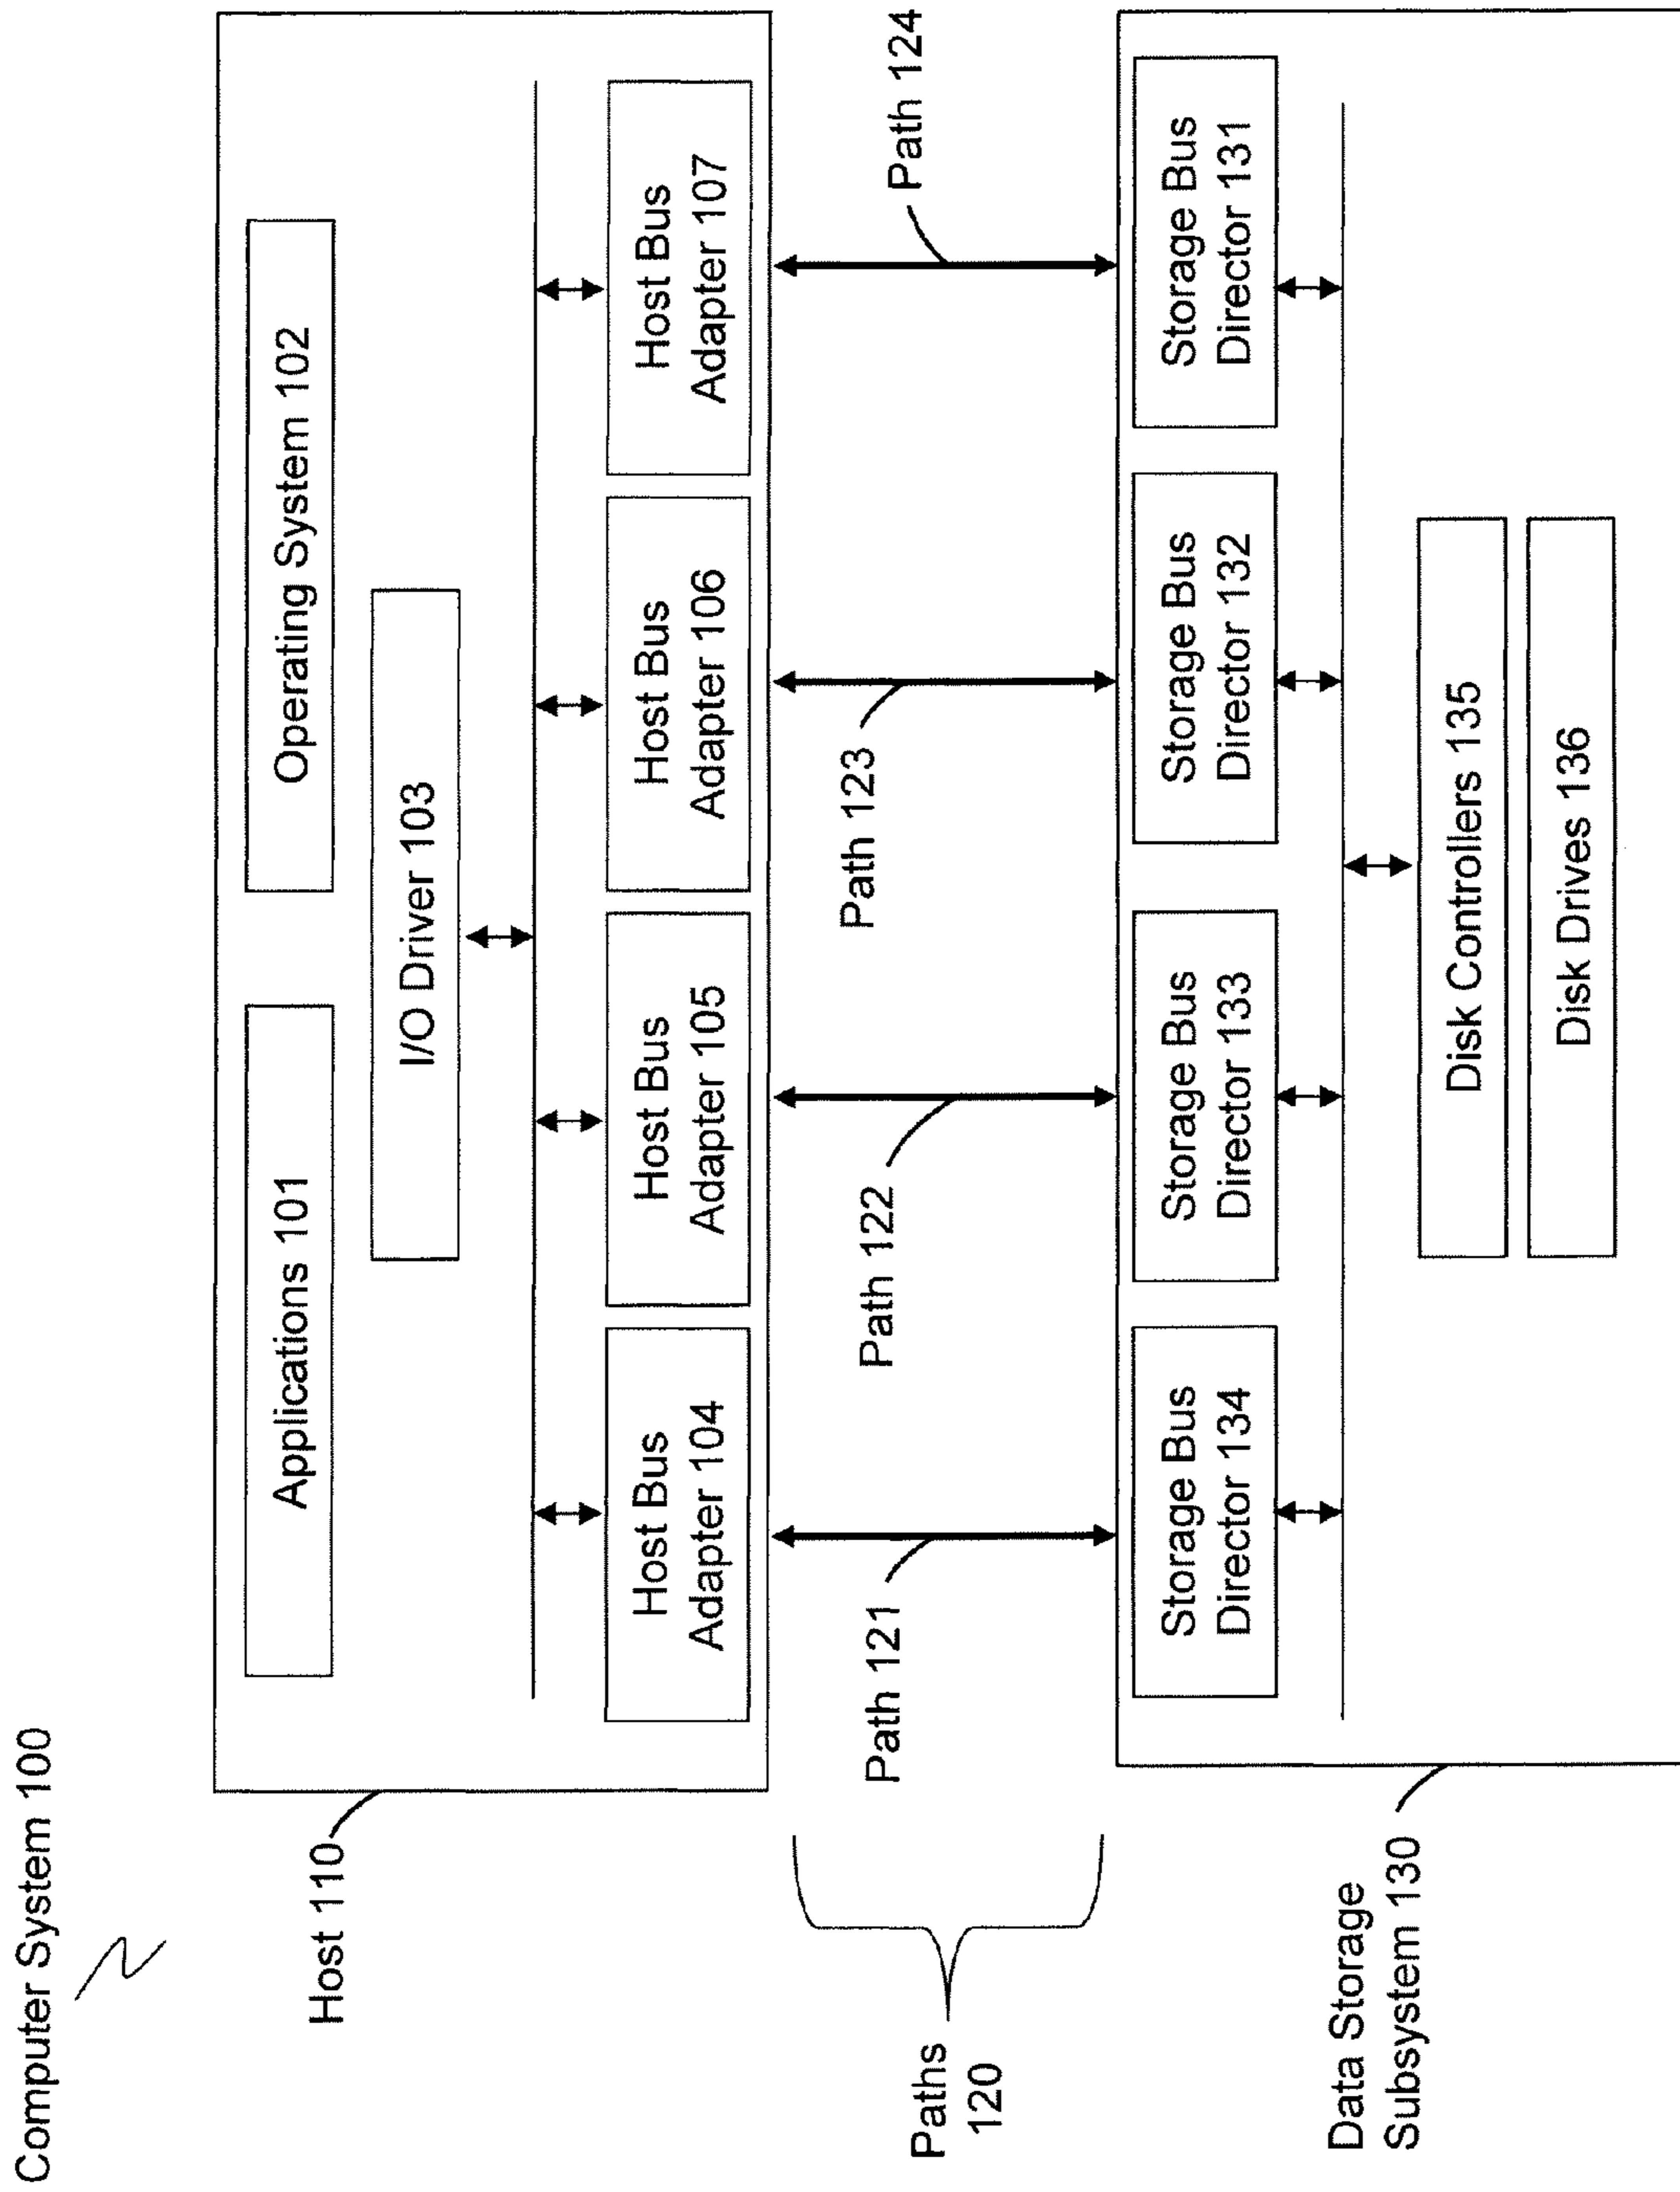 Computer System 100
Host 110
Applications 101
Operating System 102
I/O Driver 103
Host Bus
Adapter 104
Host Bus
Adapter 105
Host Bus
Adapter 106
Host Bus
Adapter 107
Paths
120
Path 121
Path 122
Path 123
Path 124
Data Storage
Subsystem 130
Storage Bus
Director 134
Storage Bus
Director 133
Storage Bus
Director 132
Storage Bus
Director 131
Disk Controllers 135
Disk Drives 136